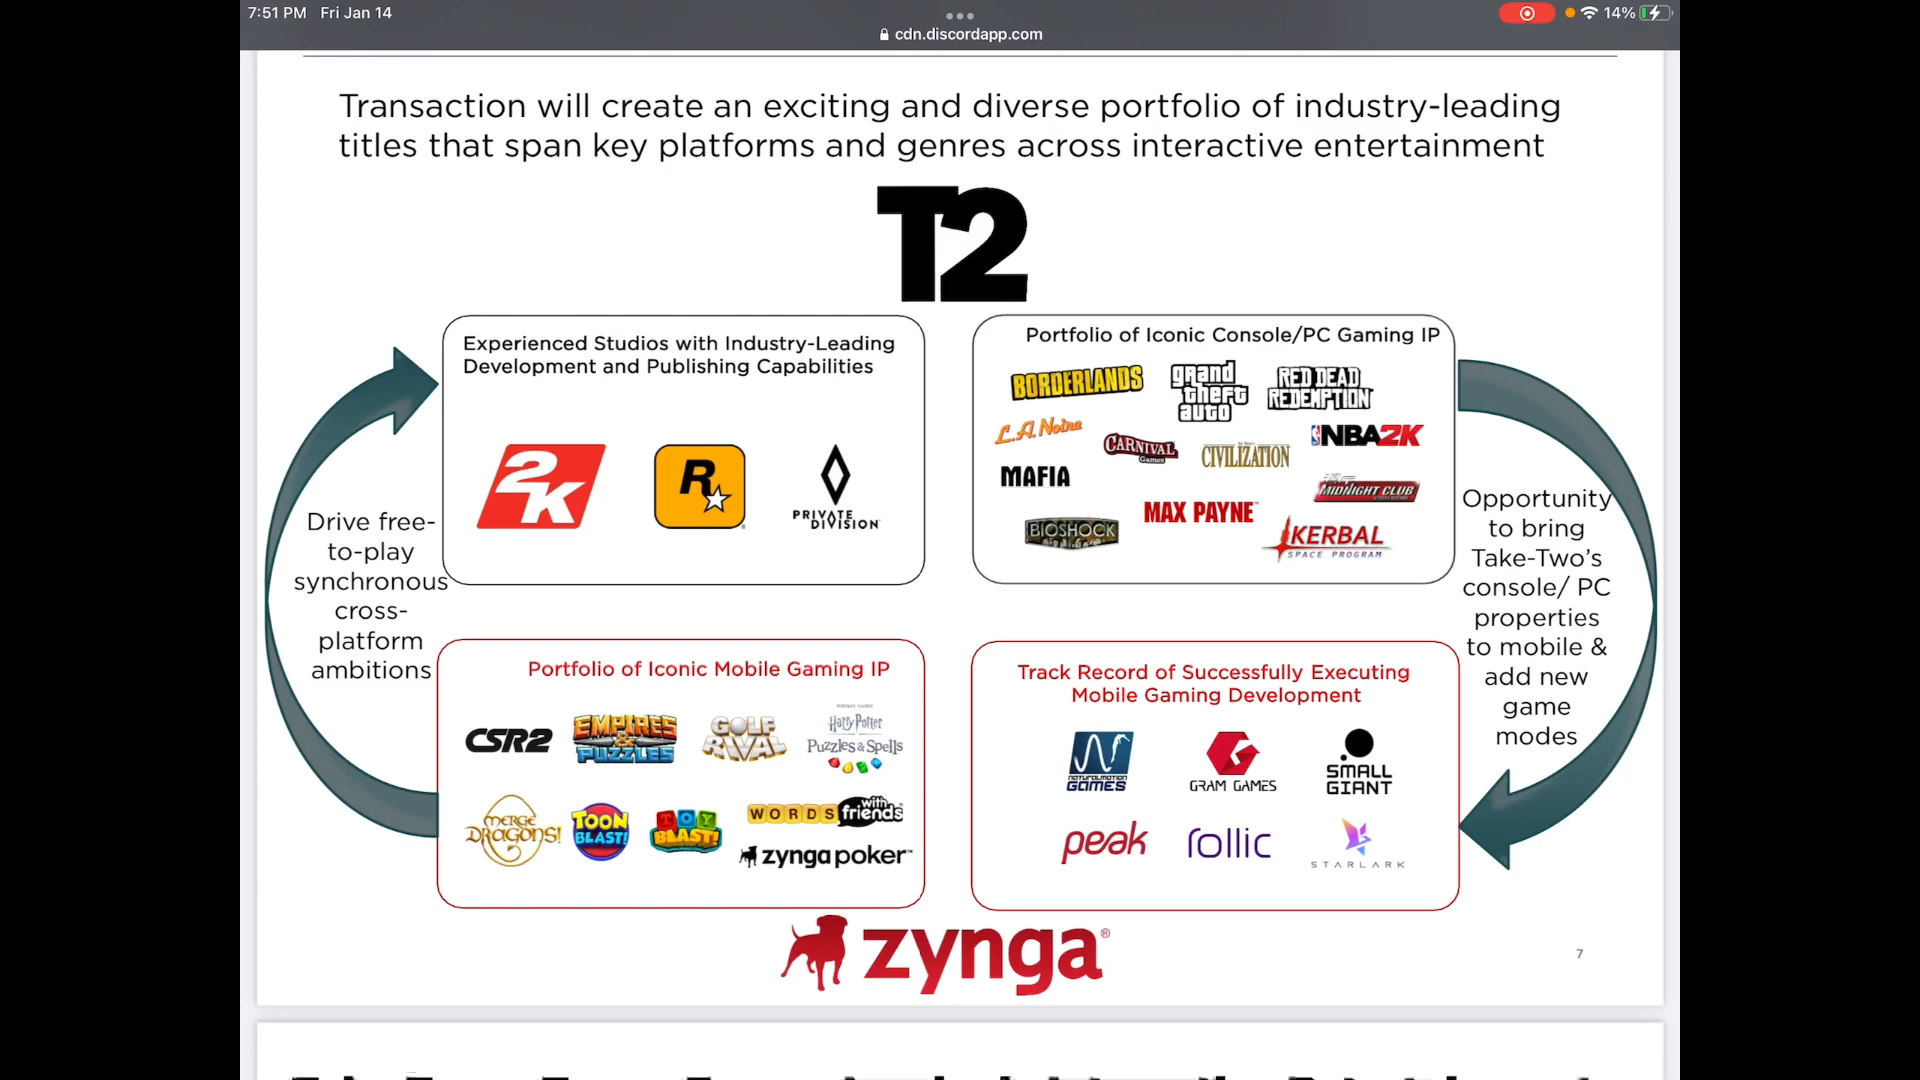 7:51 PM Fri Jan 14
14%
cdn.discordapp.com
Transaction will create an exciting and diverse portfolio of industry-leading
titles that span key platforms and genres across interactive entertainment
T2
Experienced Studios with Industry-Leading
Development and Publishing Capabilities
2K
R
PRIVATE
DIVISION
Portfolio of Iconic Console/PC Gaming IP
BORDERLANDS
grand
theft
auto
RED DEAD
REDEMPTION
L.A. Noire
CARNIVAL
Games
CIVILIZATION
NBA2K
MAFIA
MIDNIGHT CLUB
MAX PAYNE
BIOSHOCK
KERBAL
SPACE PROGRAM
Drive free-
to-play
synchronous
cross-
platform
ambitions
Opportunity
to bring
Take-Two's
console/ PC
properties
to mobile &
add new
game
modes
Portfolio of Iconic Mobile Gaming IP
CSR2
EMPIRES
&
PUZZLES
GOLF
RIVAL
Harry Potter
Puzzles & Spells
MERGE
DRAGONS!
TOON
BLAST!
TOY
BLAST!
WORDS with friends
zynga poker™
Track Record of Successfully Executing
Mobile Gaming Development
NATURALMOTION
GAMES
GRAM GAMES
SMALL
GIANT
peak
rollic
STARLARK
zynga®
7